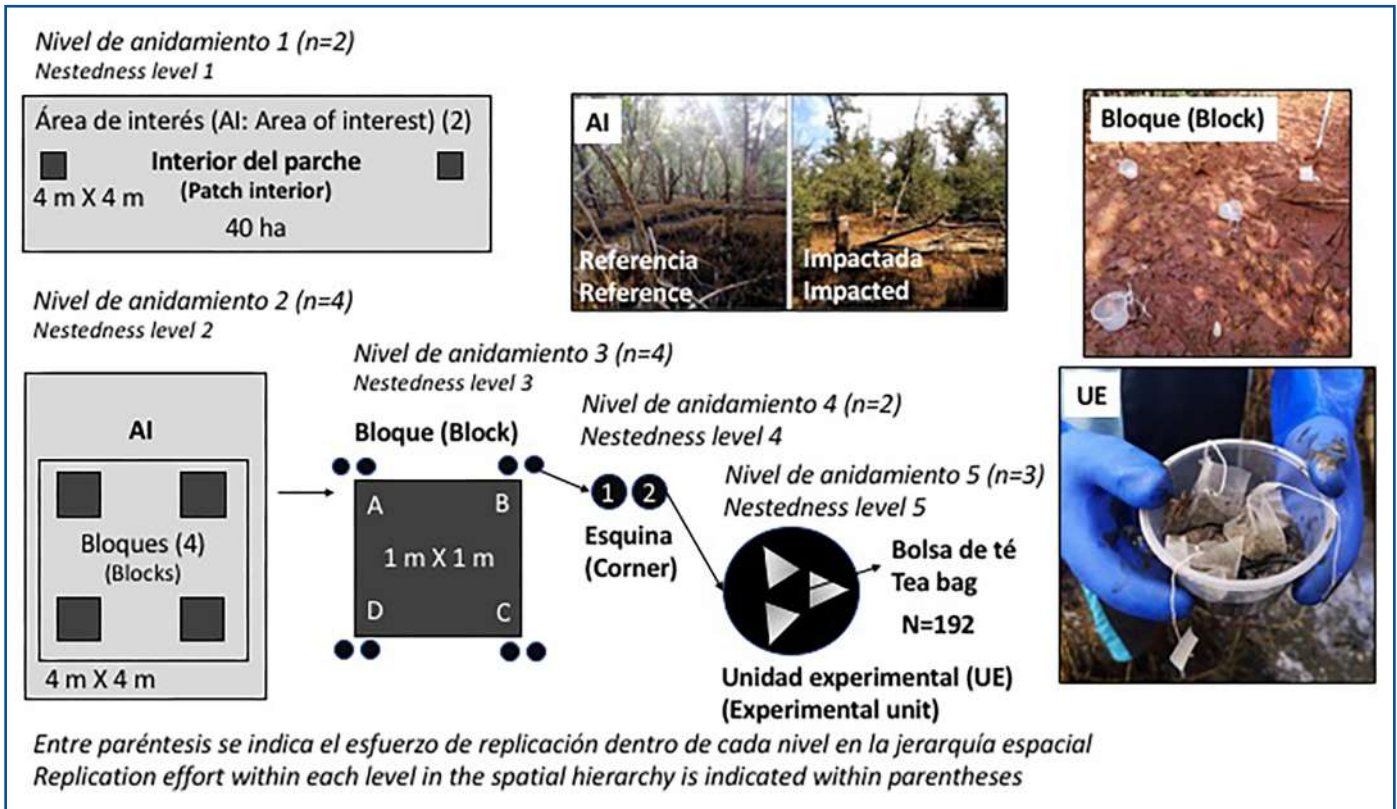 Nivel de anidamiento 1 (n=2)
Nestedness level 1
Área de interés (AI: Area of interest) (2)
Interior del parche
(Patch interior)
4 m X 4 m
40 ha
AI
Referencia
Reference
Impactada
Impacted
Bloque (Block)
Nivel de anidamiento 2 (n=4)
Nestedness level 2
AI
Bloques (4)
(Blocks)
4 m X 4 m
Nivel de anidamiento 3 (n=4)
Nestedness level 3
Bloque (Block)
A
B
1 m X 1 m
D
C
Nivel de anidamiento 4 (n=2)
Nestedness level 4
1
2
Esquina
(Corner)
Nivel de anidamiento 5 (n=3)
Nestedness level 5
Bolsa de té
Tea bag
N=192
Unidad experimental (UE)
(Experimental unit)
UE
Entre paréntesis se indica el esfuerzo de replicación dentro de cada nivel en la jerarquía espacial
Replication effort within each level in the spatial hierarchy is indicated within parentheses